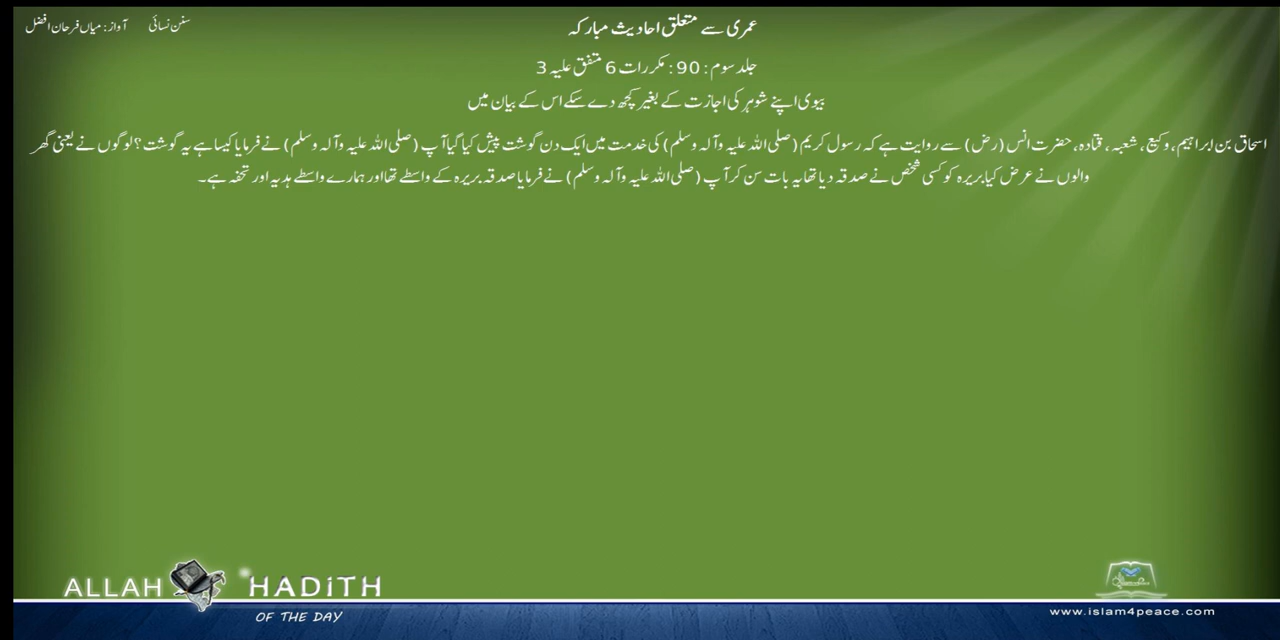 عمری سے متعلق احادیث مبارکہ
سنن نسائی آواز: میاں فرحان افضل
جلد سوم: 90: مکررات 6 متفق علیہ 3
بیوی اپنے شوہر کی اجازت کے بغیر کچھ دے سکے اس کے بیان میں
اسحاق بن ابراہیم، وکیع، شعبہ، قتادہ، حضرت انس (رض) سے روایت ہے کہ رسول کریم (صلی اللہ علیہ وآلہ وسلم) کی خدمت میں ایک دن گوشت پیش کیا گیا آپ (صلی اللہ علیہ وآلہ وسلم) نے فرمایا کیسا ہے یہ گوشت؟ لوگوں نے یعنی گھر
والوں نے عرض کیا بریرہ کو کسی شخص نے صدقہ دیا تھا یہ بات سن کر آپ (صلی اللہ علیہ وآلہ وسلم) نے فرمایا صدقہ بریرہ کے واسطے تھا اور ہمارے واسطے ہدیہ اور تحفہ ہے۔
ALLAH HADITH
OF THE DAY
www.islam4peace.com